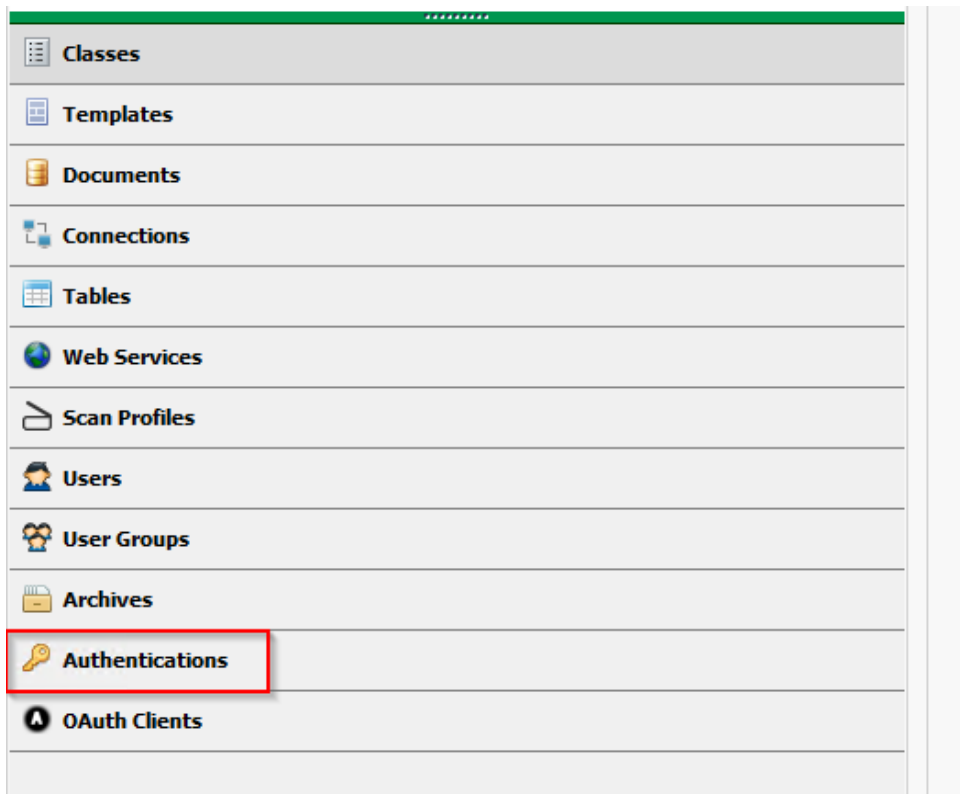 Classes
Templates
Documents
Connections
Tables
Web Services
Scan Profiles
Users
User Groups
Archives
Authentications
OAuth Clients